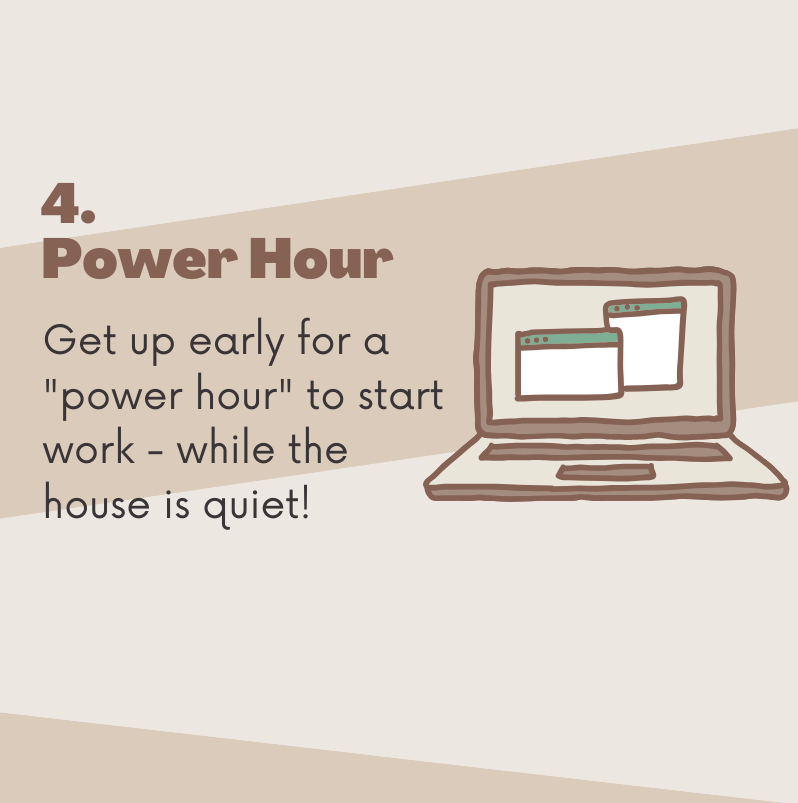 4.
Power Hour
Get up early for a
"power hour" to start
work - while the
house is quiet!